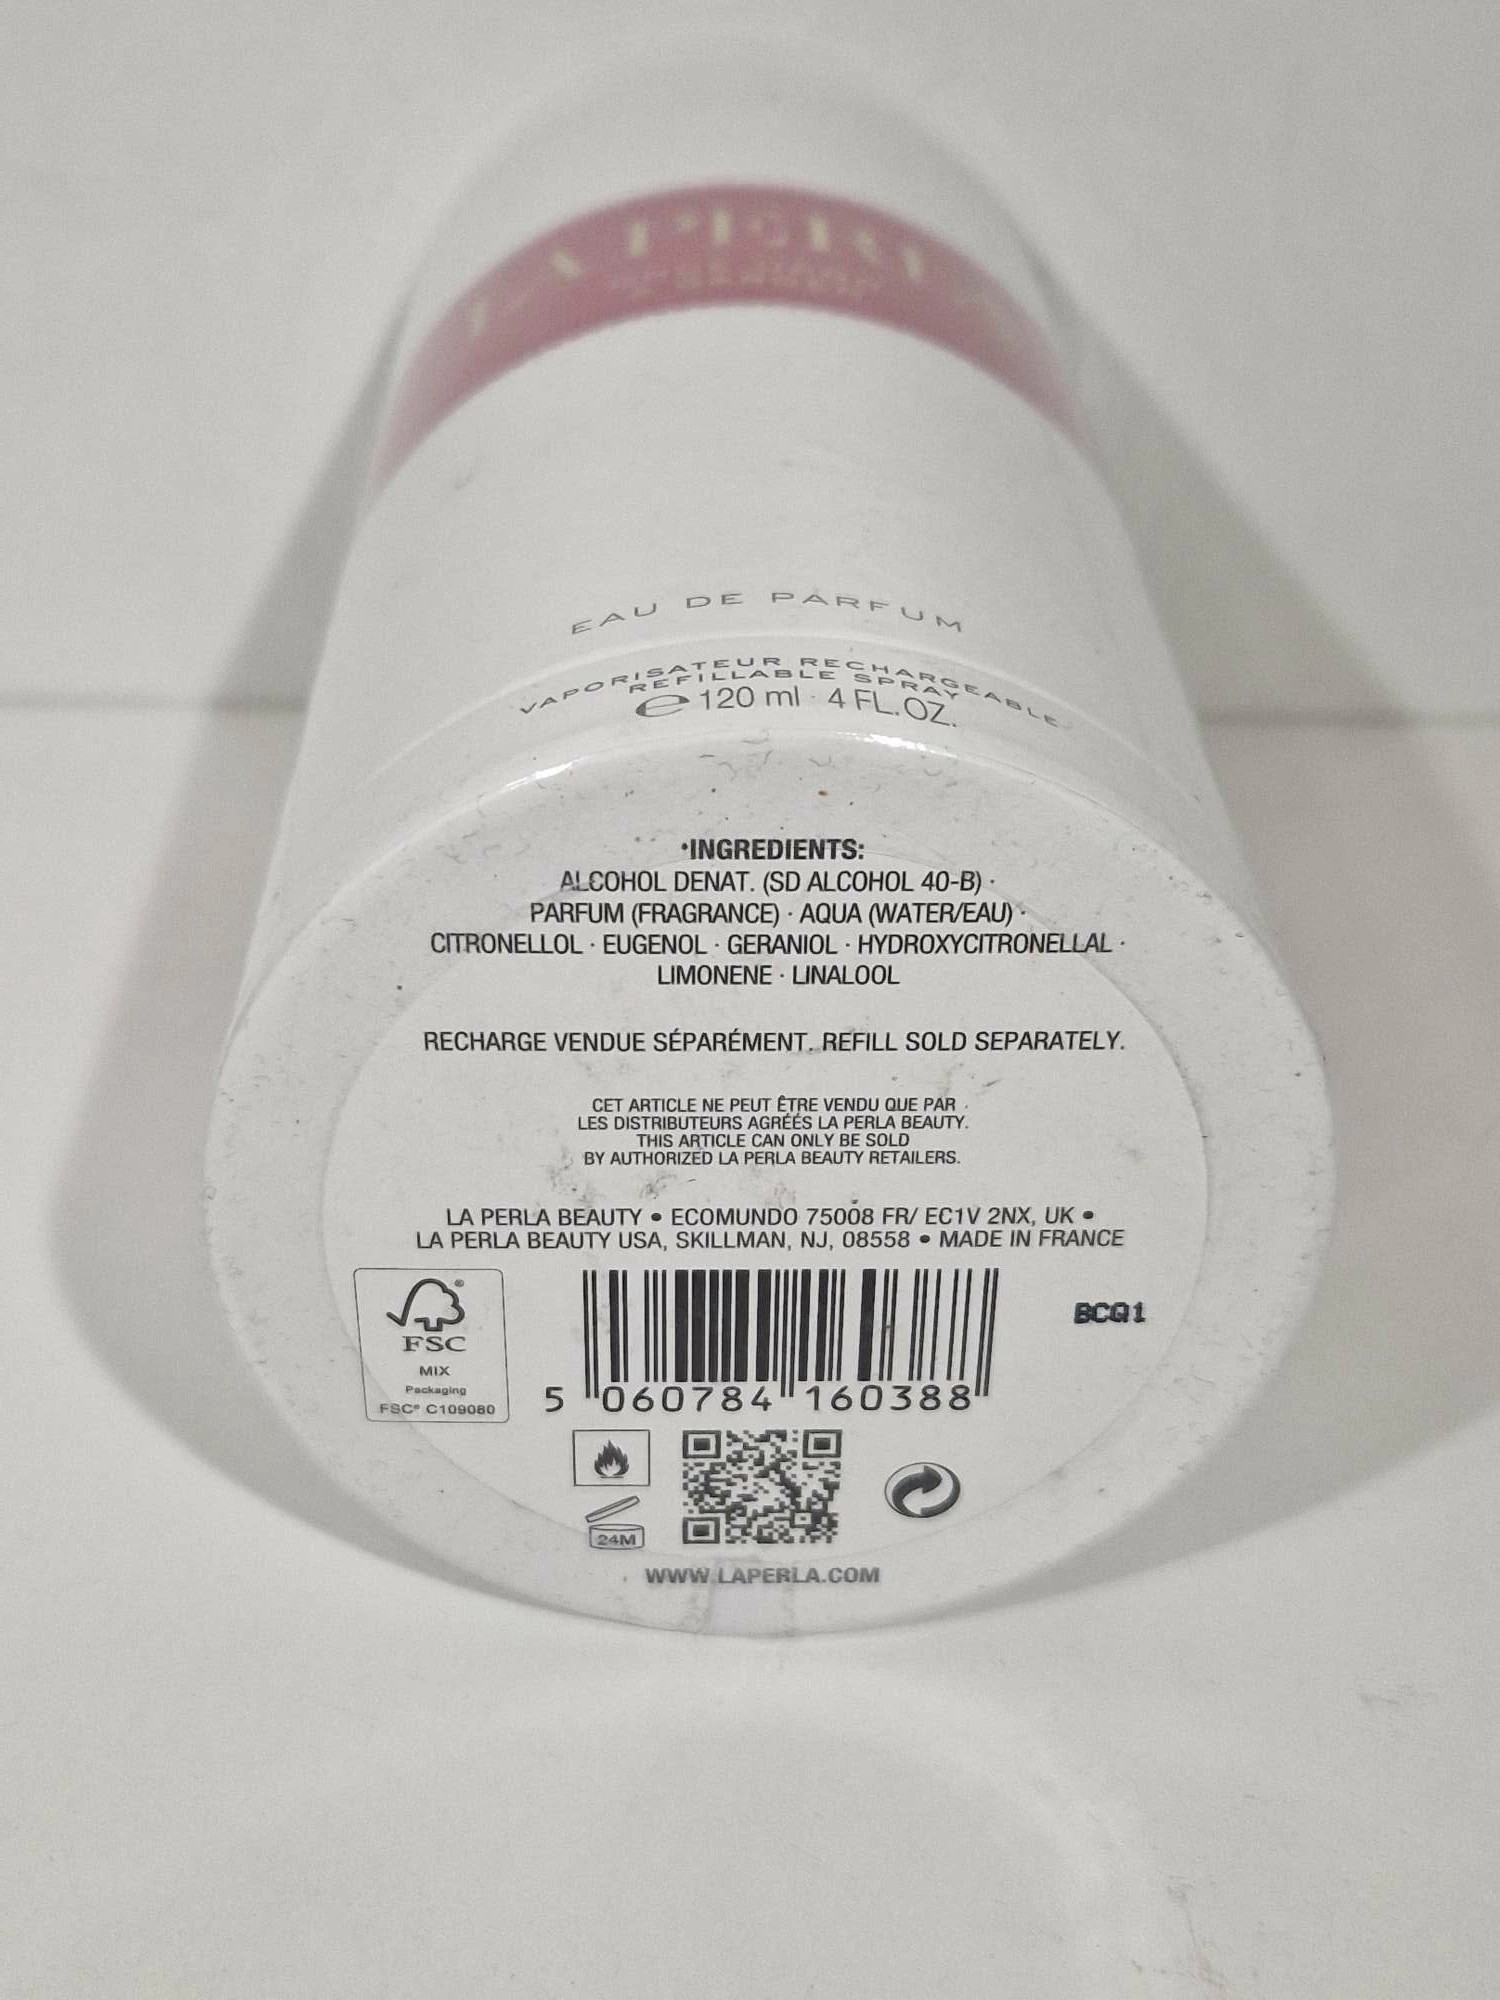 LA PERLA
EAU DE PARFUM
VAPORISATEUR RECHARGEABLE
REFILLABLE SPRAY
℮ 120 ml · 4 FL.OZ.
•INGREDIENTS:
ALCOHOL DENAT. (SD ALCOHOL 40-B) ·
PARFUM (FRAGRANCE) · AQUA (WATER/EAU) ·
CITRONELLOL · EUGENOL · GERANIOL · HYDROXYCITRONELLAL ·
LIMONENE · LINALOOL
RECHARGE VENDUE SÉPARÉMENT. REFILL SOLD SEPARATELY.
CET ARTICLE NE PEUT ÊTRE VENDU QUE PAR
LES DISTRIBUTEURS AGRÉÉS LA PERLA BEAUTY.
THIS ARTICLE CAN ONLY BE SOLD
BY AUTHORIZED LA PERLA BEAUTY RETAILERS.
LA PERLA BEAUTY • ECOMUNDO 75008 FR/ EC1V 2NX, UK •
LA PERLA BEAUTY USA, SKILLMAN, NJ, 08558 • MADE IN FRANCE
®
FSC
MIX
Packaging
FSC® C109080
BCQ1
5 060784 160388
24M
WWW.LAPERLA.COM